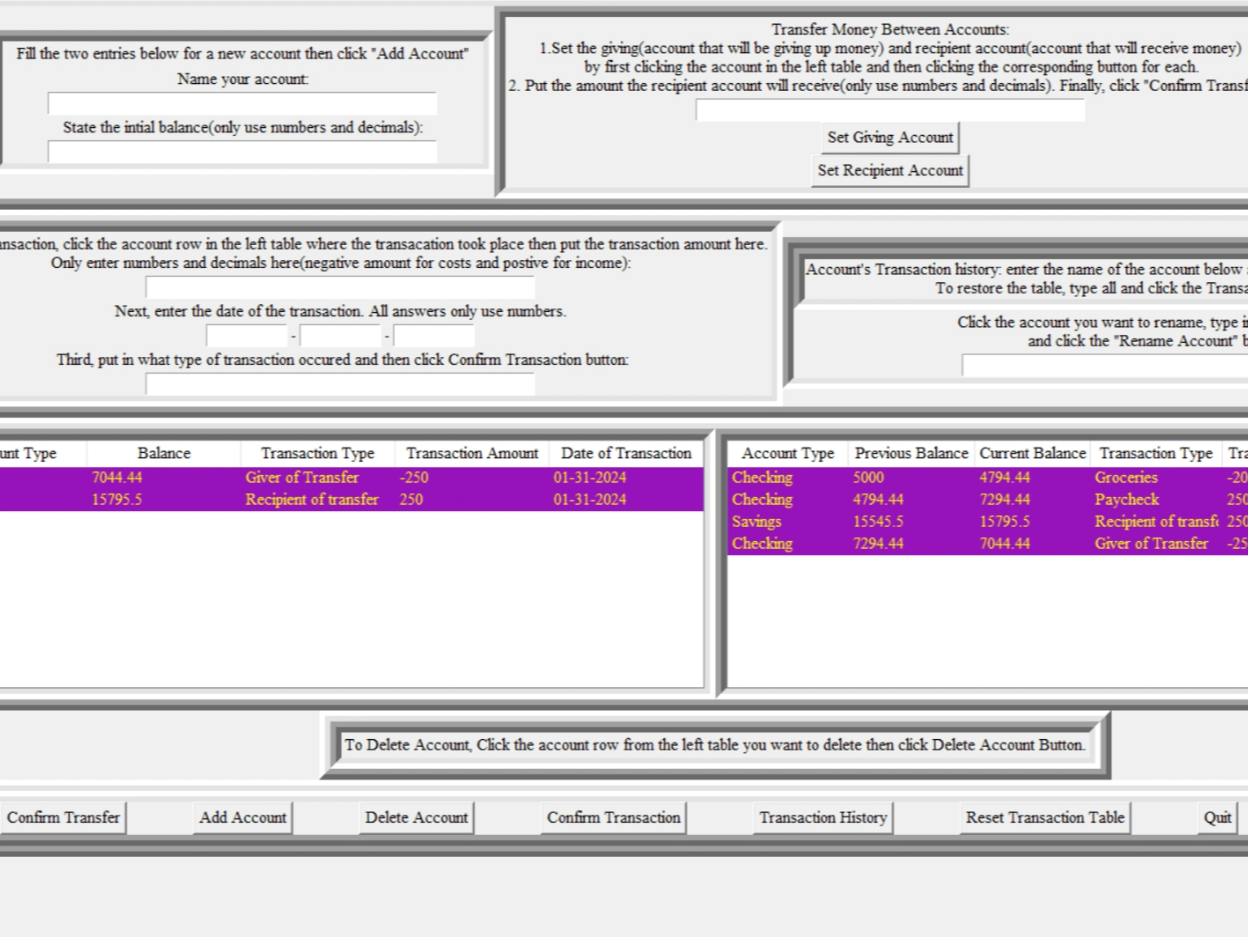 Fill the two entries below for a new account then click "Add Account"
Name your account:
State the intial balance(only use numbers and decimals):
Transfer Money Between Accounts:
1.Set the giving(account that will be giving up money) and recipient account(account that will receive money)
by first clicking the account in the left table and then clicking the corresponding button for each.
2. Put the amount the recipient account will receive(only use numbers and decimals). Finally, click "Confirm Transf
Set Giving Account
Set Recipient Account
ansaction, click the account row in the left table where the transacation took place then put the transaction amount here.
Only enter numbers and decimals here(negative amount for costs and postive for income):
Next, enter the date of the transaction. All answers only use numbers.
- -
Third, put in what type of transaction occured and then click Confirm Transaction button:
Account's Transaction history: enter the name of the account below
To restore the table, type all and click the Transa
Click the account you want to rename, type in
and click the "Rename Account" b
unt Type Balance Transaction Type Transaction Amount Date of Transaction
7044.44 Giver of Transfer -250 01-31-2024
15795.5 Recipient of transfer 250 01-31-2024
Account Type Previous Balance Current Balance Transaction Type Tra
Checking 5000 4794.44 Groceries -20
Checking 4794.44 7294.44 Paycheck 250
Savings 15545.5 15795.5 Recipient of transf 250
Checking 7294.44 7044.44 Giver of Transfer -25
To Delete Account, Click the account row from the left table you want to delete then click Delete Account Button.
Confirm Transfer Add Account Delete Account Confirm Transaction Transaction History Reset Transaction Table Quit